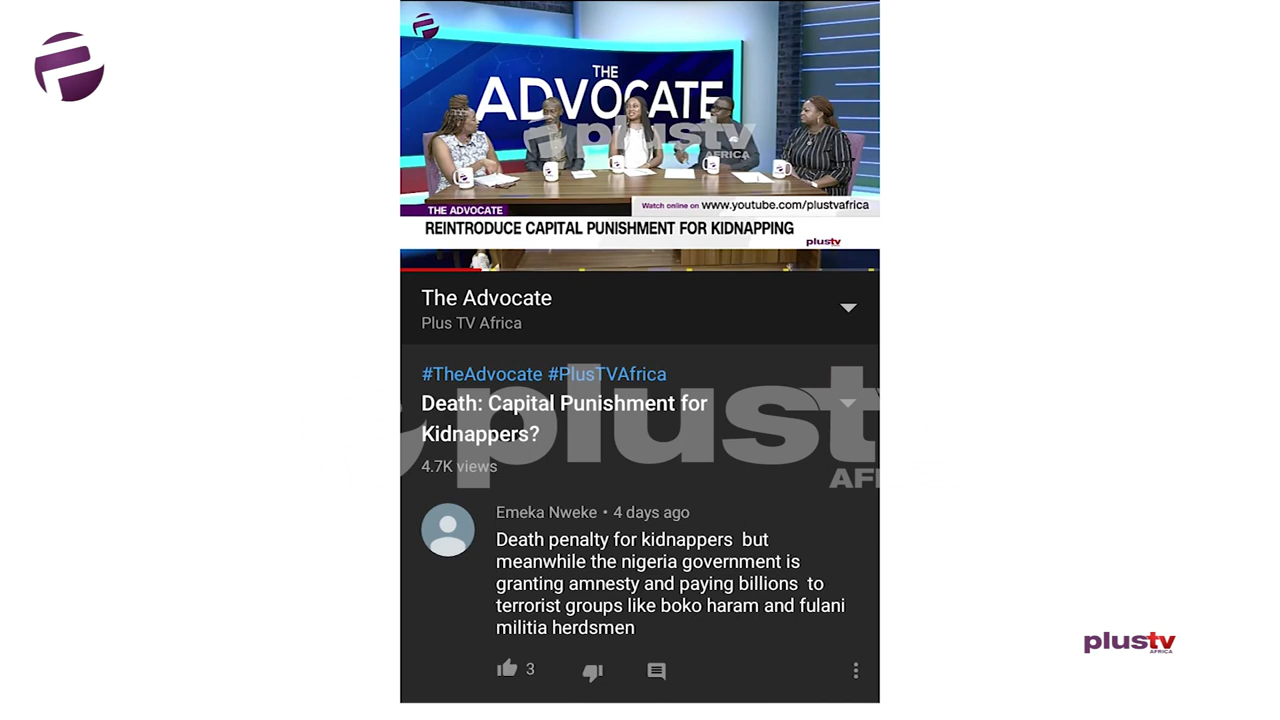 THE
ADVOCATE
plustv
AFRICA
Watch online on www.youtube.com/plustvafrica
THE ADVOCATE
REINTRODUCE CAPITAL PUNISHMENT FOR KIDNAPPING
plustv
The Advocate
Plus TV Africa
#TheAdvocate #PlusTVAfrica
Death: Capital Punishment for
Kidnappers?
4.7K views
plustv
AFRI
Emeka Nweke • 4 days ago
Death penalty for kidnappers but
meanwhile the nigeria government is
granting amnesty and paying billions to
terrorist groups like boko haram and fulani
militia herdsmen
3
plustv
AFRICA